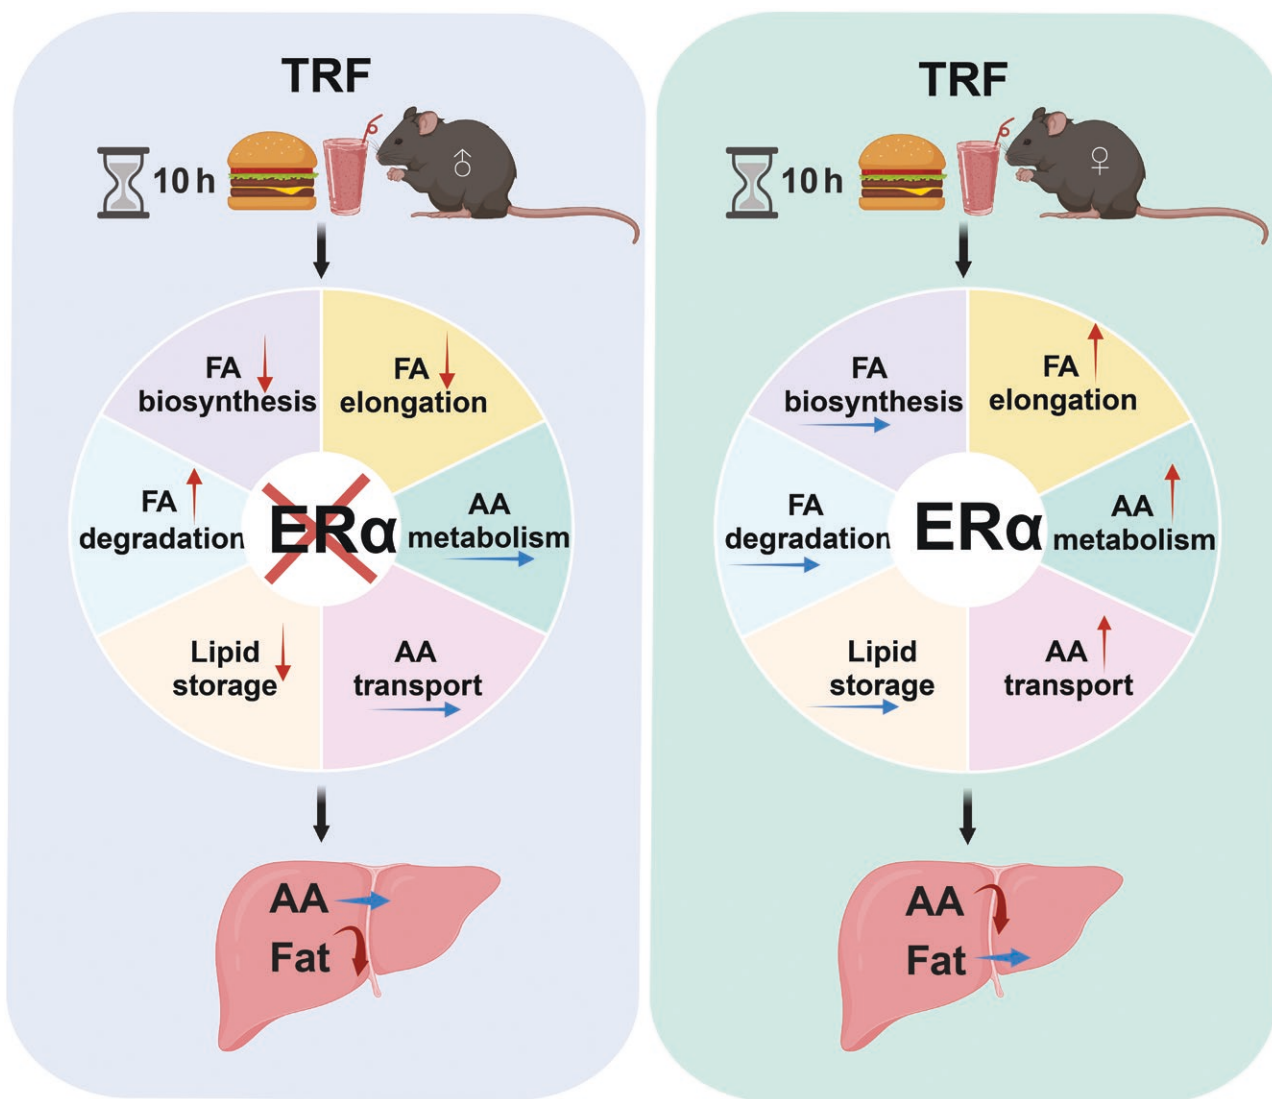 TRF
10 h
♂
FA
biosynthesis
FA
elongation
FA
degradation
ERα
AA
metabolism
Lipid
storage
AA
transport
AA
Fat
TRF
10 h
♀
FA
biosynthesis
FA
elongation
FA
degradation
ERα
AA
metabolism
Lipid
storage
AA
transport
AA
Fat